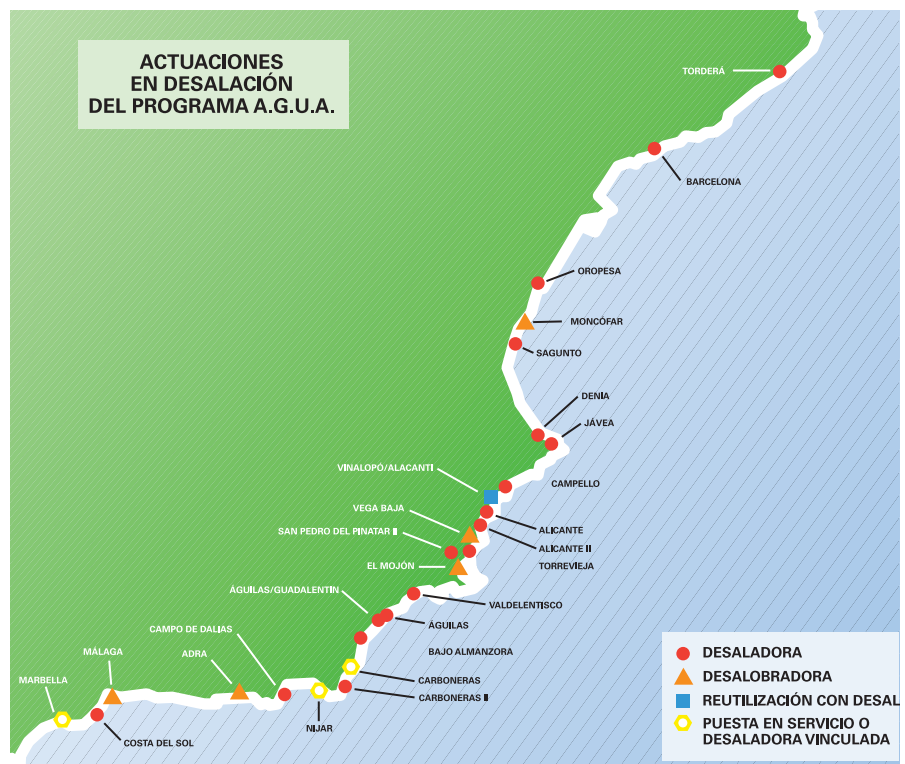 ACTUACIONES
EN DESALACIÓN
DEL PROGRAMA A.G.U.A.
TORDERÁ
BARCELONA
OROPESA
MONCÓFAR
SAGUNTO
DENIA
JÁVEA
VINALOPÓ/ALACANTI
CAMPELLO
VEGA BAJA
SAN PEDRO DEL PINATAR II
ALICANTE
ALICANTE II
EL MOJÓN
TORREVIEJA
ÁGUILAS/GUADALENTIN
VALDELENTISCO
CAMPO DE DALIAS
ÁGUILAS
MÁLAGA
ADRA
BAJO ALMANZORA
MARBELLA
CARBONERAS
CARBONERAS II
NIJAR
COSTA DEL SOL
DESALADORA
DESALOBRADORA
REUTILIZACIÓN CON DESAL
PUESTA EN SERVICIO O
DESALADORA VINCULADA